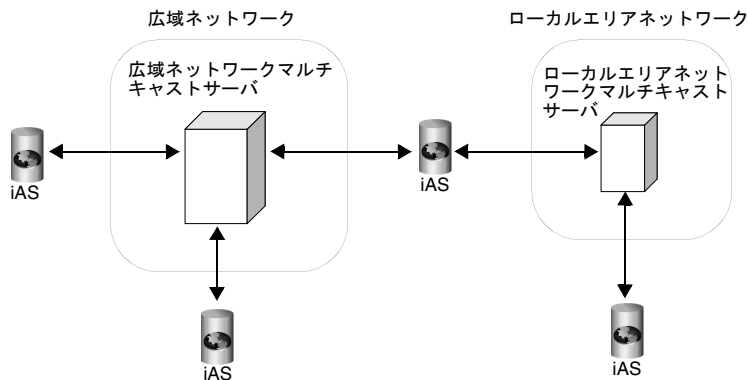 広域ネットワーク
ローカルエリアネットワーク
広域ネットワークマルチ
キャストサーバ
ローカルエリアネット
ワークマルチキャスト
サーバ
iAS
iAS
iAS
iAS